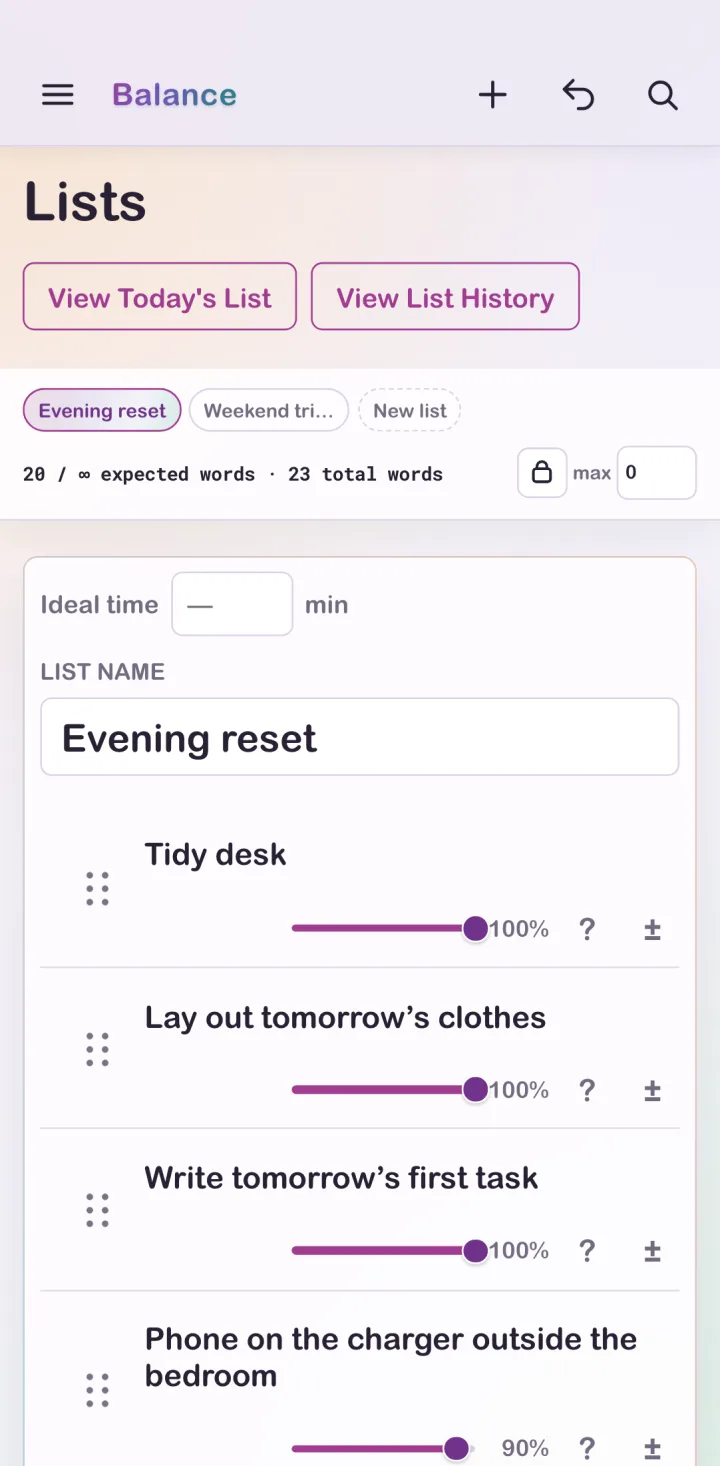 Balance
Lists
View Today's List
View List History
Evening reset
Weekend tri...
New list
20 / ∞ expected words · 23 total words
max
0
Ideal time
—
min
LIST NAME
Evening reset
Tidy desk
100%
?
±
Lay out tomorrow’s clothes
100%
?
±
Write tomorrow’s first task
100%
?
±
Phone on the charger outside the
bedroom
90%
?
±